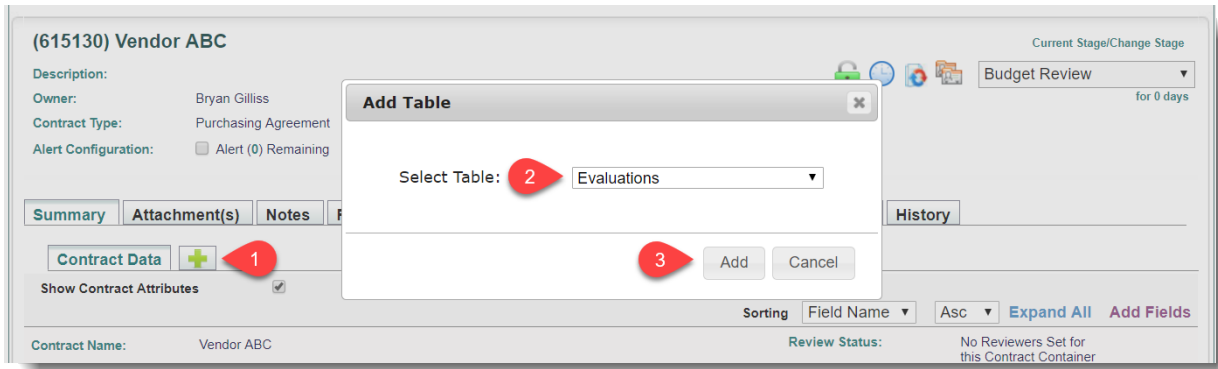 (615130) Vendor ABC
Current Stage/Change Stage
Description:
Budget Review
for 0 days
Owner: Bryan Gilliss
Contract Type: Purchasing Agreement
Alert Configuration: Alert (0) Remaining
Add Table
Select Table: 2 Evaluations
3 Add Cancel
Summary Attachment(s) Notes History
Contract Data 1
Show Contract Attributes
Sorting Field Name Asc Expand All Add Fields
Contract Name: Vendor ABC Review Status: No Reviewers Set for
this Contract Container